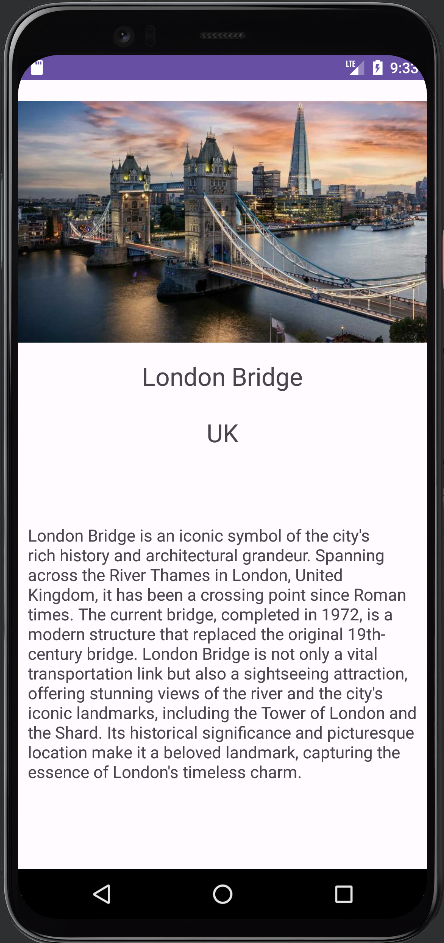 LTE 9:33
London Bridge
UK
London Bridge is an iconic symbol of the city's
rich history and architectural grandeur. Spanning
across the River Thames in London, United
Kingdom, it has been a crossing point since Roman
times. The current bridge, completed in 1972, is a
modern structure that replaced the original 19th-
century bridge. London Bridge is not only a vital
transportation link but also a sightseeing attraction,
offering stunning views of the river and the city's
iconic landmarks, including the Tower of London and
the Shard. Its historical significance and picturesque
location make it a beloved landmark, capturing the
essence of London's timeless charm.